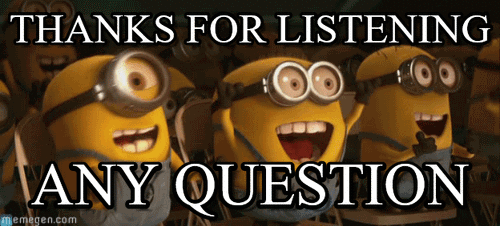 THANKS FOR LISTENING
ANY QUESTION
memegen.com